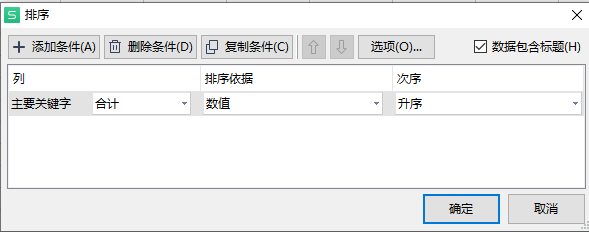 排序
添加条件(A) 删除条件(D) 复制条件(C) 选项(O)... 数据包含标题(H)
列 排序依据 次序
主要关键字 合计 数值 升序
确定 取消